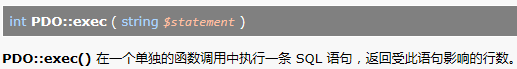 int PDO::exec ( string $statement )
PDO::exec() 在一个单独的函数调用中执行一条 SQL 语句，返回受此语句影响的行数。